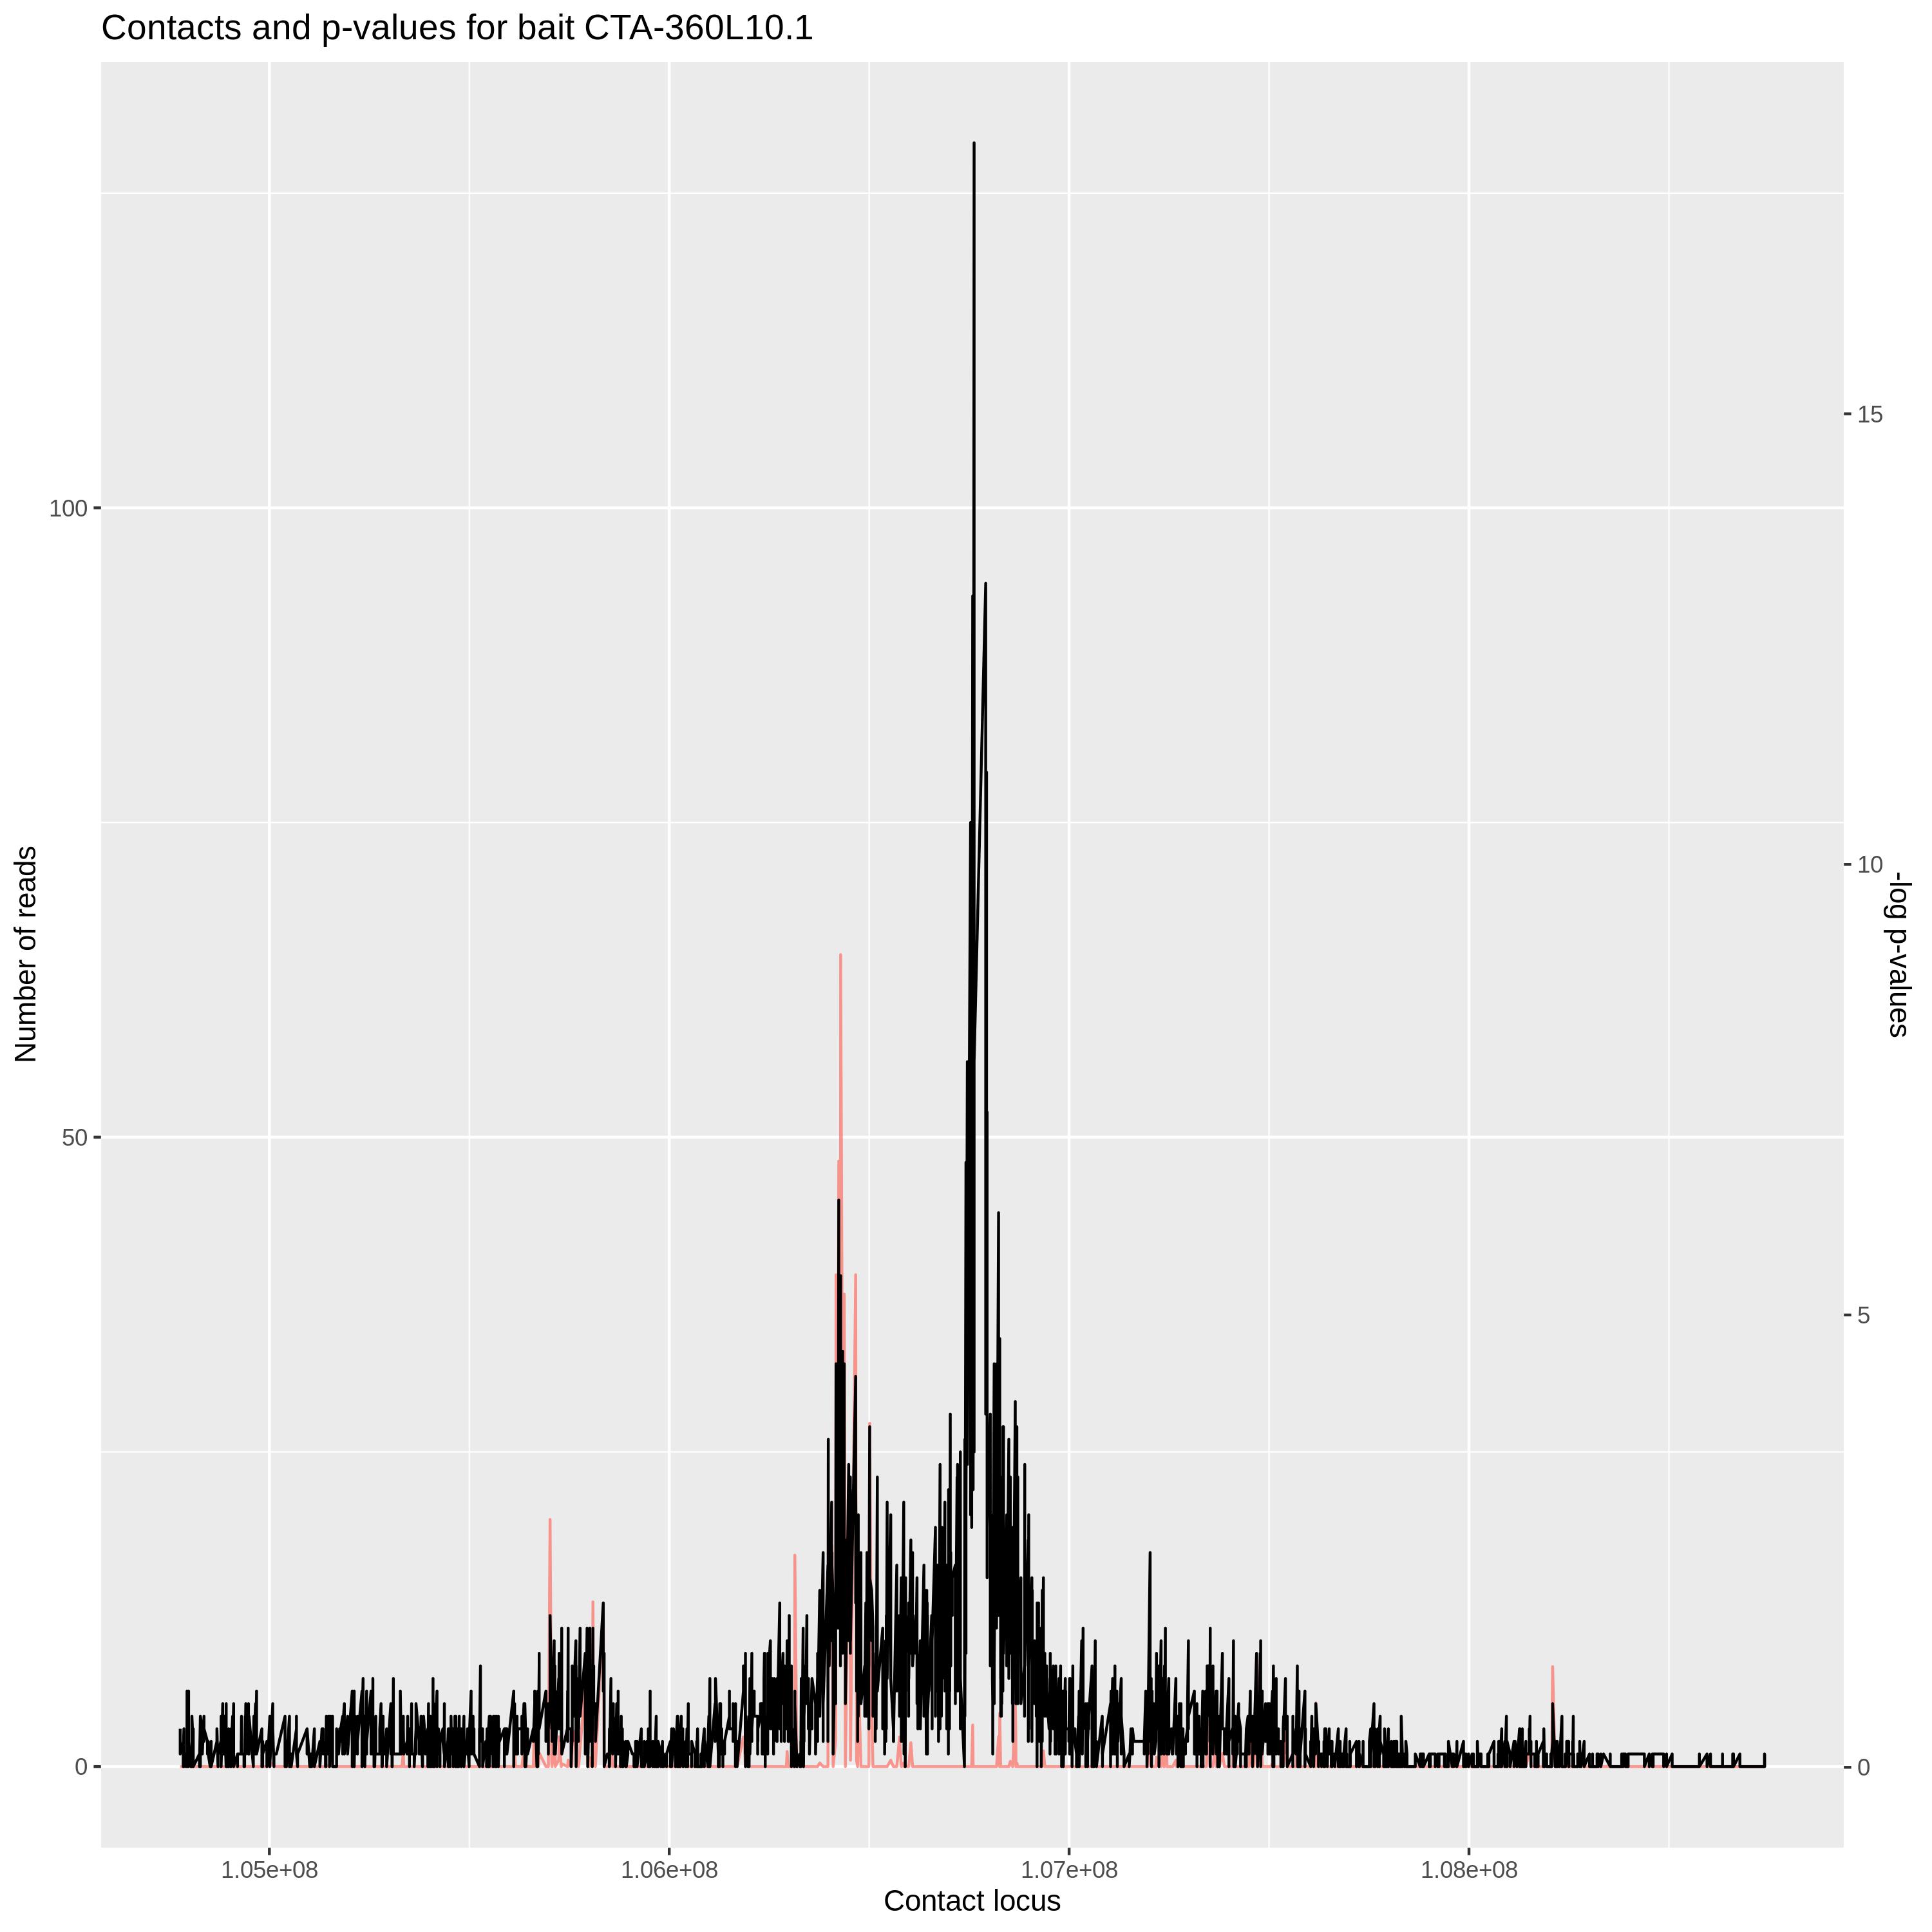 Contacts and p-values for bait CTA-360L10.1
Number of reads
100
50
0
15
10
5
0
-log p-values
1.05e+08
1.06e+08
1.07e+08
1.08e+08
Contact locus